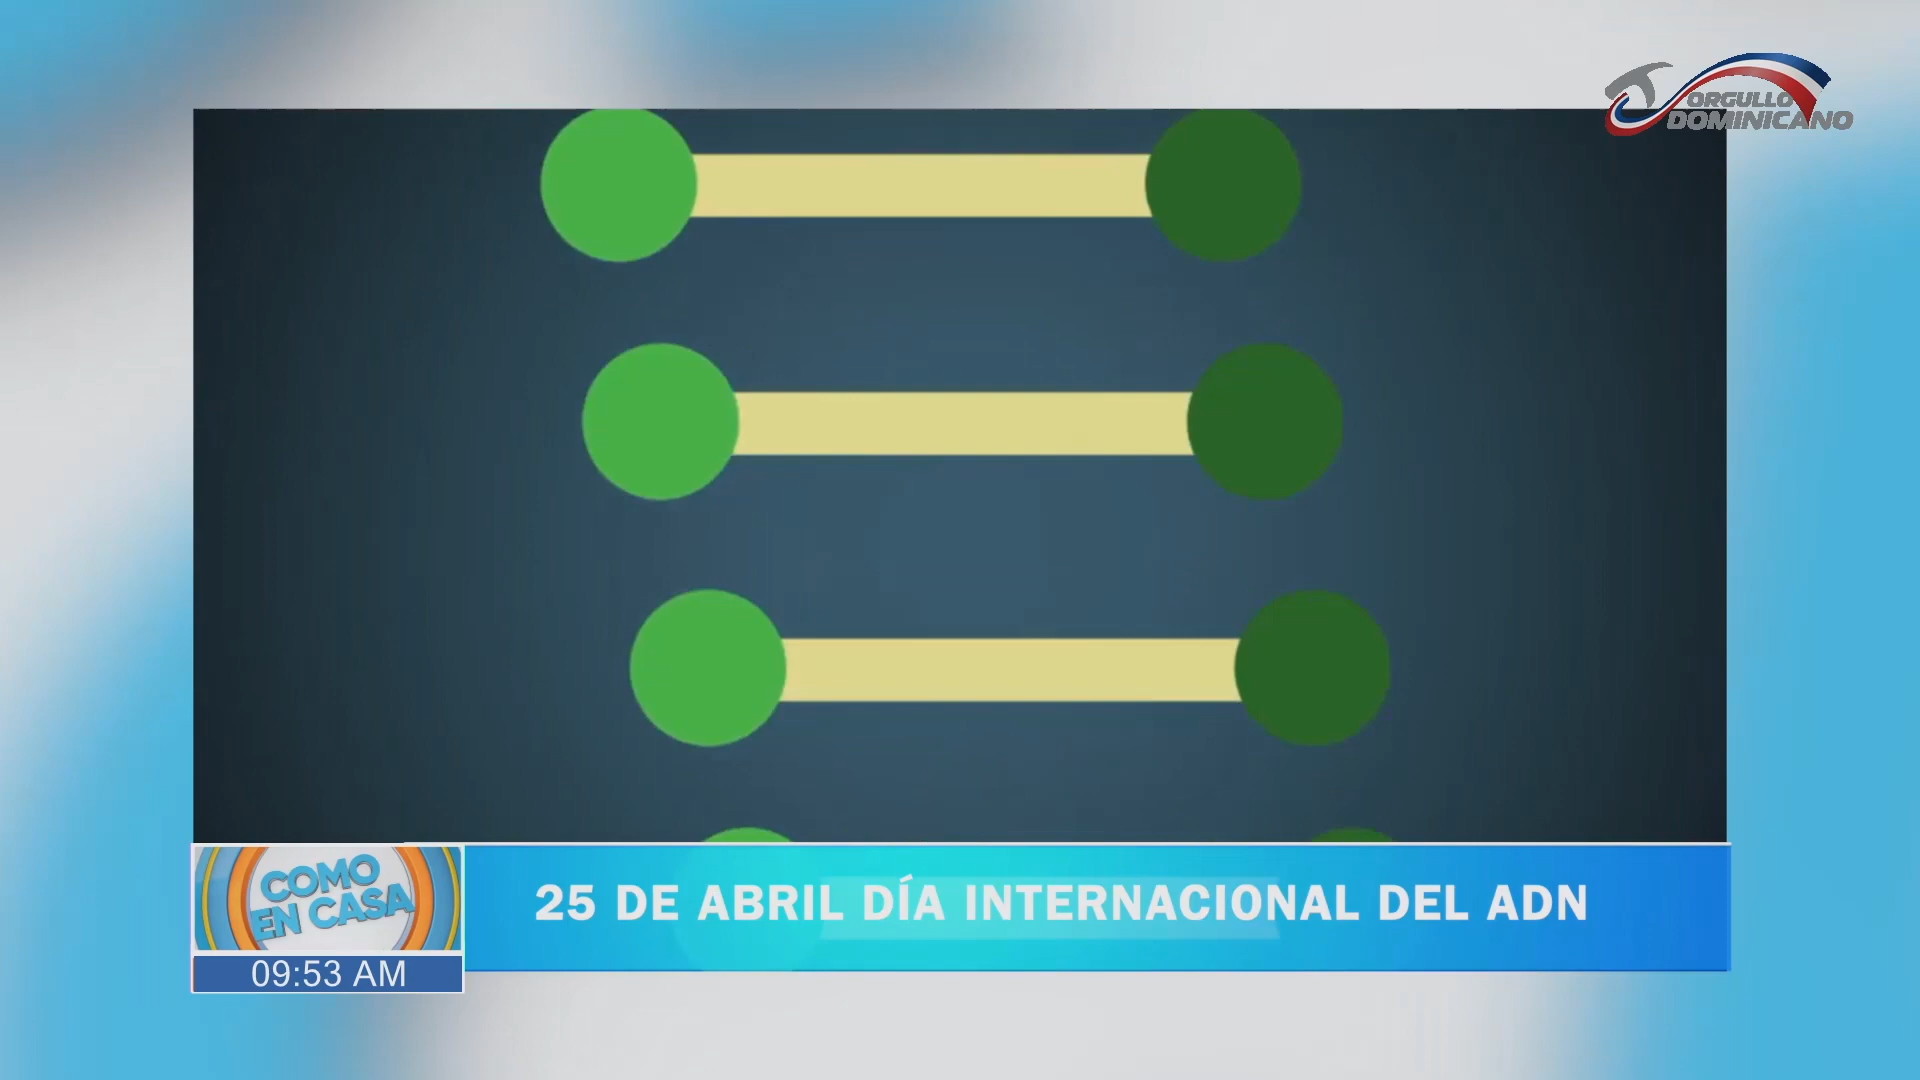 ORGULLO
DOMINICANO
COMO
EN CASA
25 DE ABRIL DÍA INTERNACIONAL DEL ADN
09:53 AM